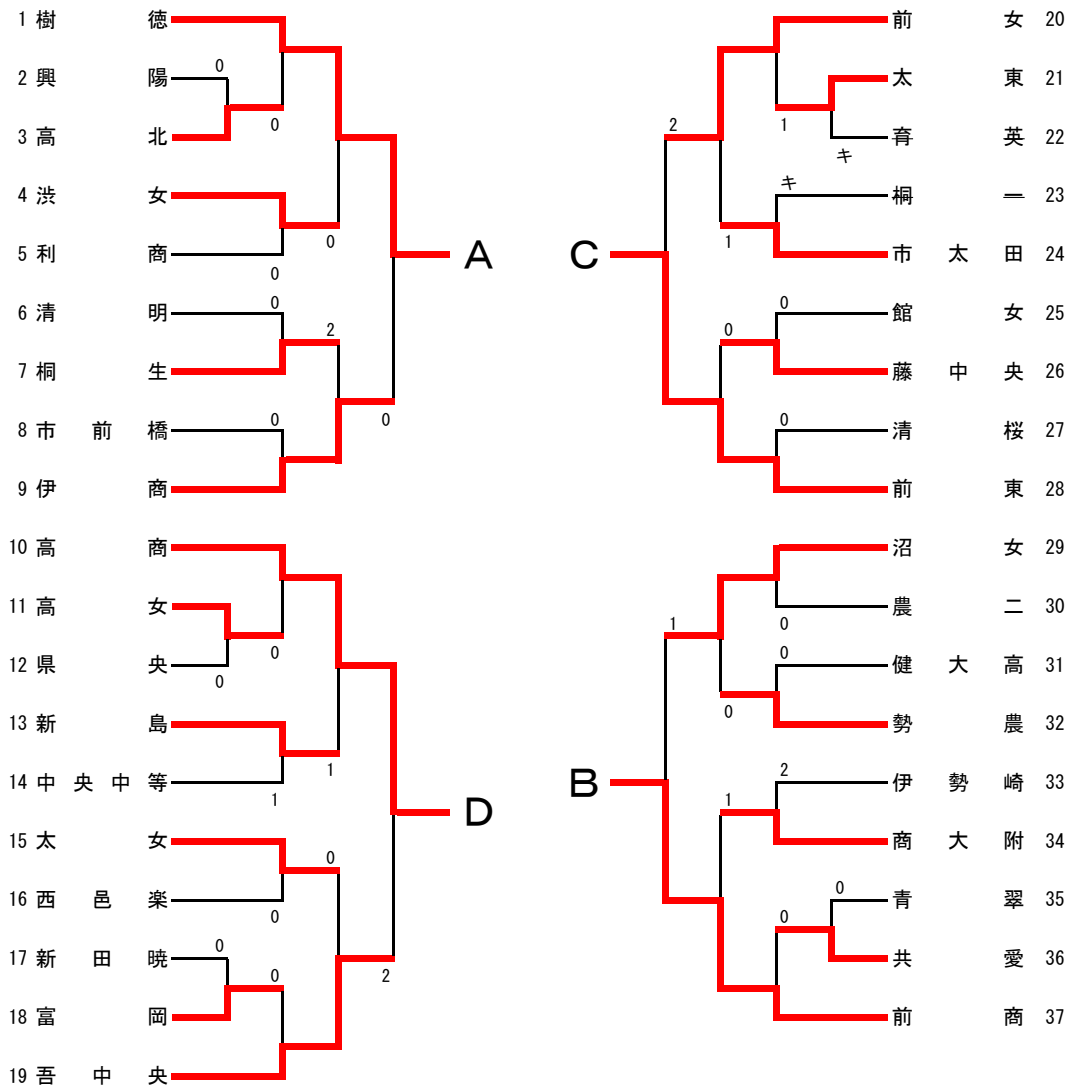 1 樹 徳
0
2 興 陽
0
3 高 北
4 渋 女
0
5 利 商
0
A
6 清 明
0
2
7 桐 生
8 市 前 橋
0
0
9 伊 商
10 高 商
11 高 女
0
12 県 央
0
13 新 島
1
14 中 央 中 等
1
D
15 太 女
0
16 西 邑 楽
0
17 新 田 暁
0
0
2
18 富 岡
19 吾 中 央
前 女 20
太 東 21
2
1
育 英 22
キ
キ
桐 一 23
1
C
市 太 田 24
0
館 女 25
0
藤 中 央 26
0
清 桜 27
前 東 28
沼 女 29
農 二 30
1
0
0
健 大 高 31
0
勢 農 32
B
2
伊 勢 崎 33
1
商 大 附 34
0
青 翠 35
0
共 愛 36
前 商 37